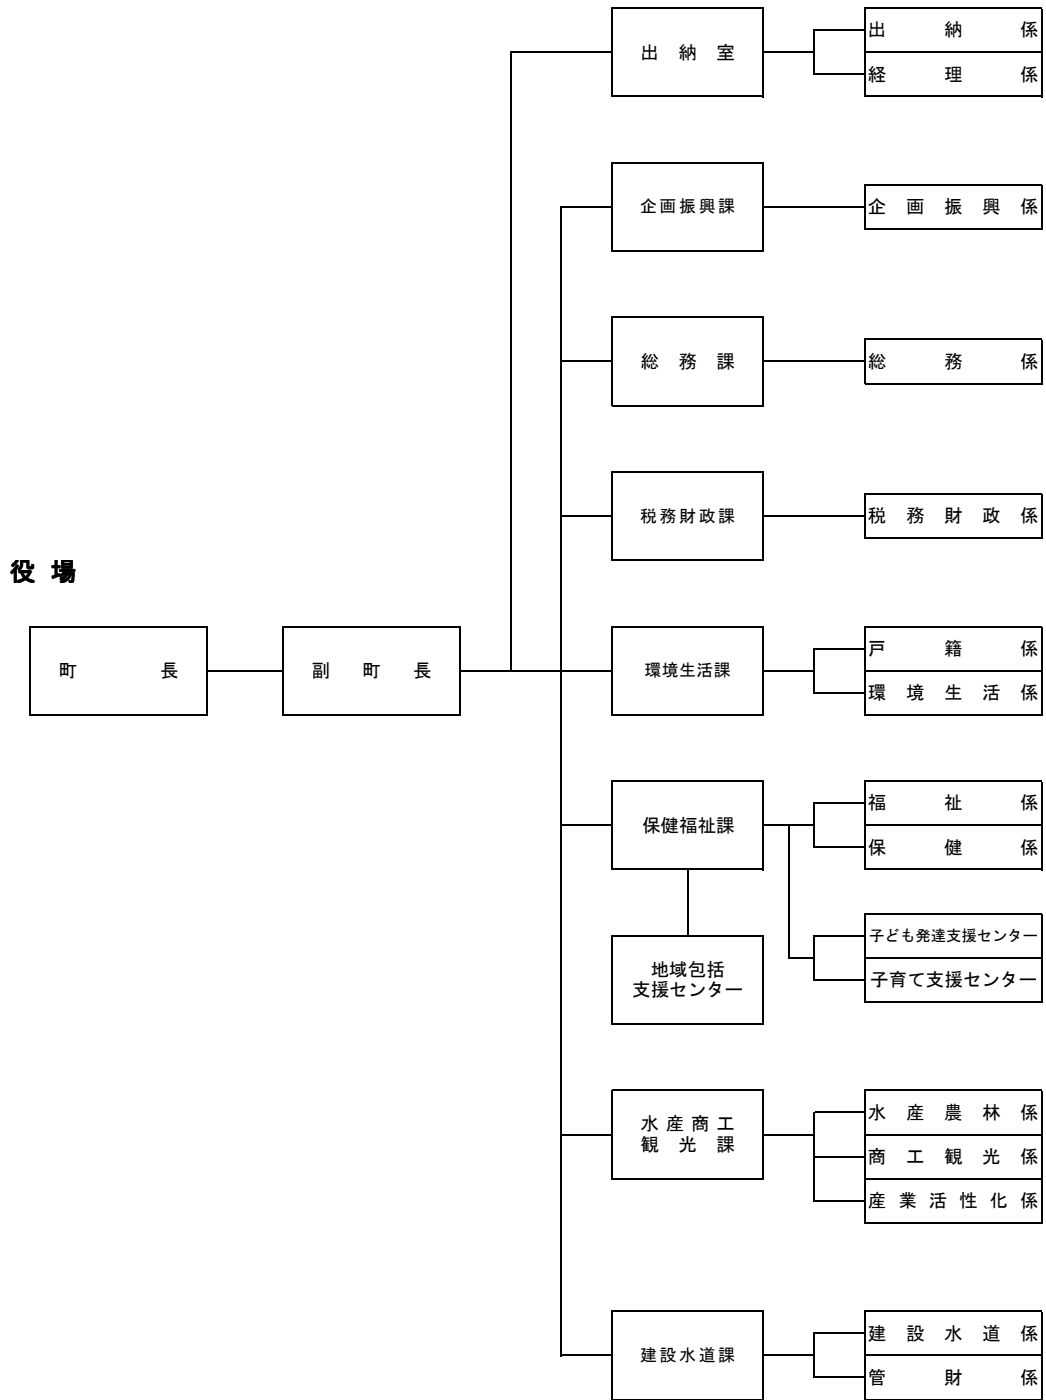 出納室
出納係
経理係
企画振興課
企画振興係
総務課
総務係
税務財政課
税務財政係
役場
町長
副町長
環境生活課
戸籍係
環境生活係
保健福祉課
福祉係
保健係
地域包括
支援センター
子ども発達支援センター
子育て支援センター
水産商工
観光課
水産農林係
商工観光係
産業活性化係
建設水道課
建設水道係
管財係